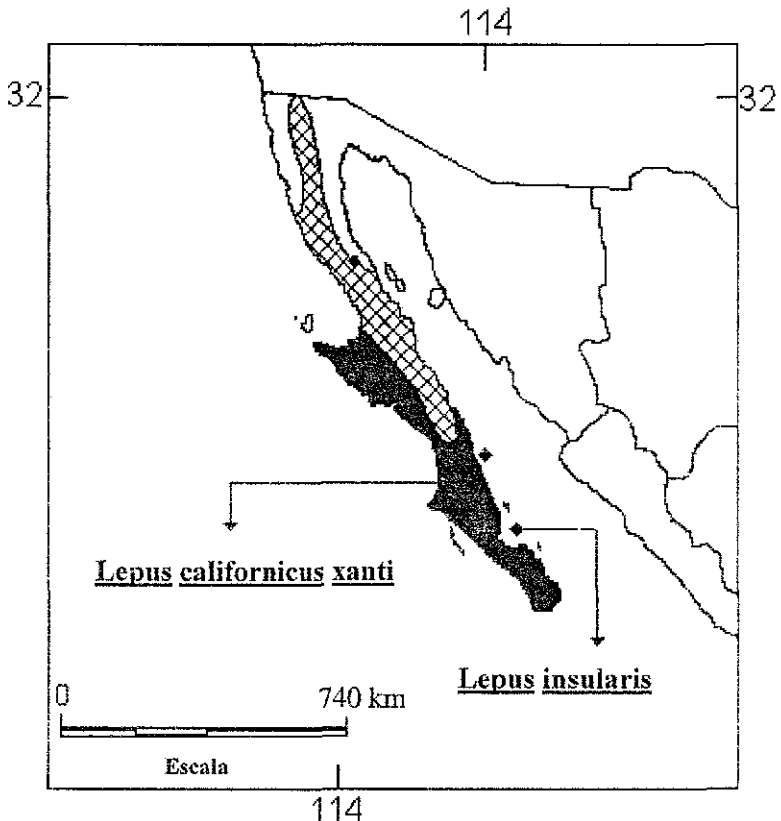 114
32
32
Lepus californicus xanti
Lepus insularis
0 740 km
Escala
114